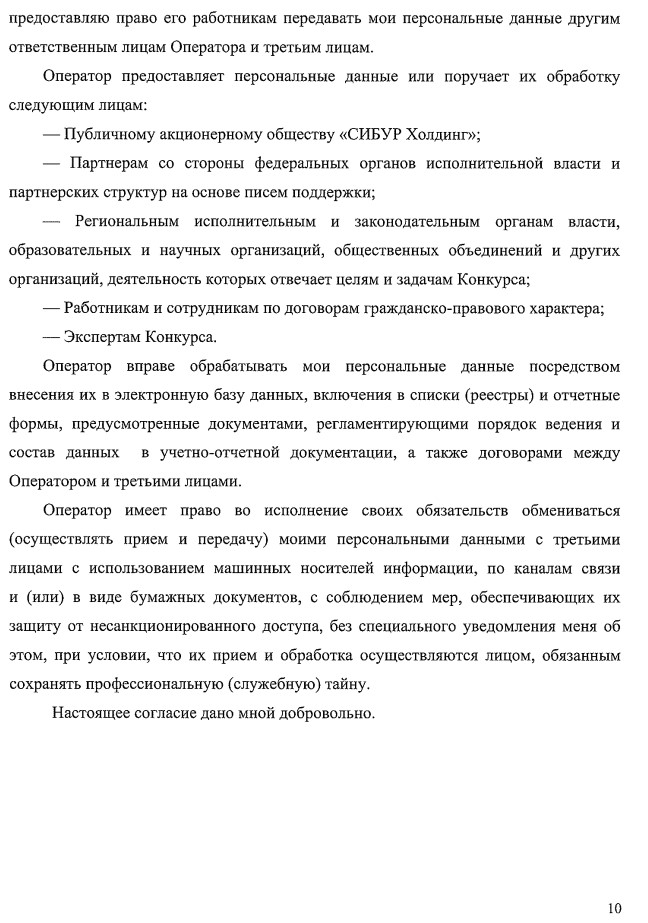 предоставляю право его работникам передавать мои персональные данные другим
ответственным лицам Оператора и третьим лицам.
Оператор предоставляет персональные данные или поручает их обработку
следующим лицам:
— Публичному акционерному обществу «СИБУР Холдинг»;
— Партнерам со стороны федеральных органов исполнительной власти и
партнерских структур на основе писем поддержки;
— Региональным исполнительным и законодательным органам власти,
образовательных и научных организаций, общественных объединений и других
организаций, деятельность которых отвечает целям и задачам Конкурса;
— Работникам и сотрудникам по договорам гражданско-правового характера;
— Экспертам Конкурса.
Оператор вправе обрабатывать мои персональные данные посредством
внесения их в электронную базу данных, включения в списки (реестры) и отчетные
формы, предусмотренные документами, регламентирующими порядок ведения и
состав данных в учетно-отчетной документации, а также договорами между
Оператором и третьими лицами.
Оператор имеет право во исполнение своих обязательств обмениваться
(осуществлять прием и передачу) моими персональными данными с третьими
лицами с использованием машинных носителей информации, по каналам связи
и (или) в виде бумажных документов, с соблюдением мер, обеспечивающих их
защиту от несанкционированного доступа, без специального уведомления меня об
этом, при условии, что их прием и обработка осуществляются лицом, обязанным
сохранять профессиональную (служебную) тайну.
Настоящее согласие дано мной добровольно.
10